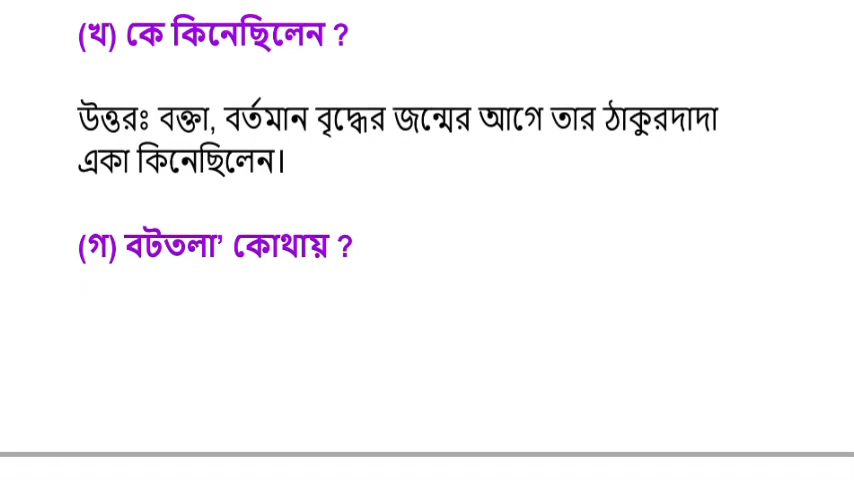 (খ) কে কিনেছিলেন ?
উত্তরঃ বক্তা, বর্তমান বৃদ্ধের জন্মের আগে তার ঠাকুরদাদা
একা কিনেছিলেন।
(গ) বটতলা’ কোথায় ?